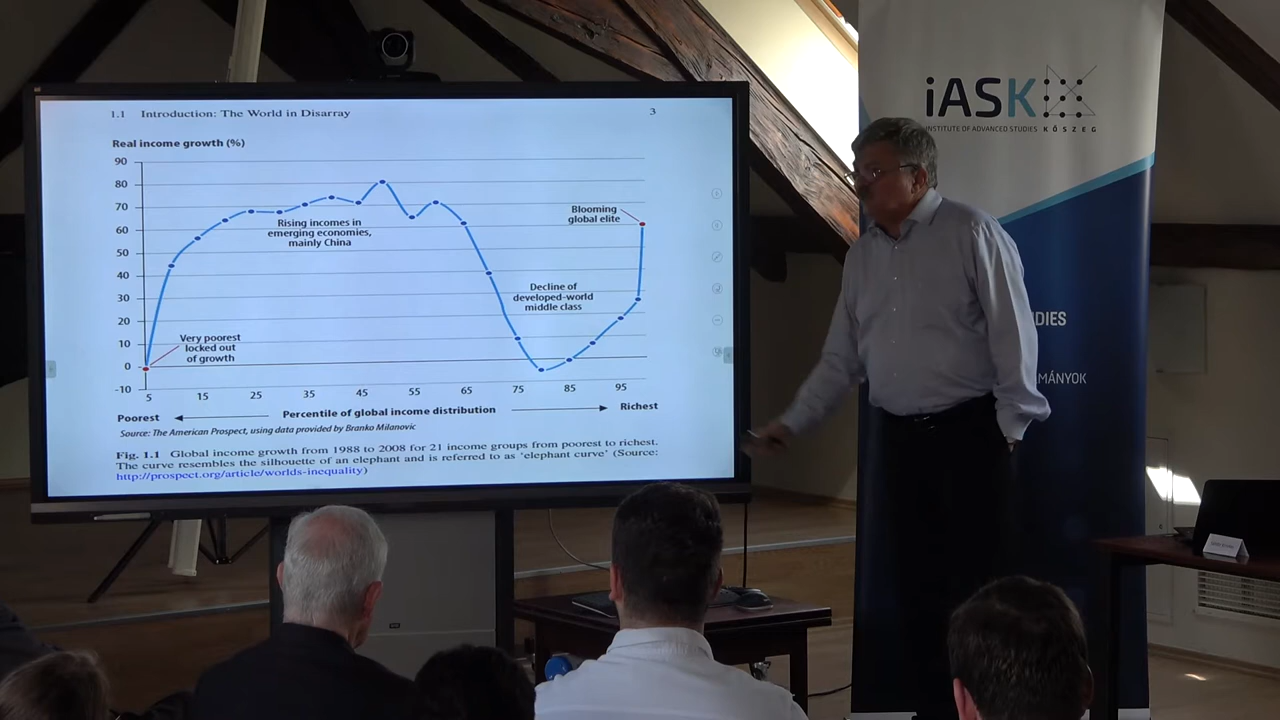 1.1 Introduction: The World in Disarray 3
Real income growth (%)
90
80
70
60
50
40
30
20
10
0
-10
Rising incomes in
emerging economies,
mainly China
Blooming
global elite
Decline of
developed-world
middle class
Very poorest
locked out
of growth
5 15 25 35 45 55 65 75 85 95
Poorest Percentile of global income distribution Richest
Source: The American Prospect, using data provided by Branko Milanovic
Fig. 1.1 Global income growth from 1988 to 2008 for 21 income groups from poorest to richest.
The curve resembles the silhouette of an elephant and is referred to as 'elephant curve' (Source:
http://prospect.org/article/worlds-inequality)
iASK
INSTITUTE OF ADVANCED STUDIES KŐSZEG
DIES
MÁNYOK